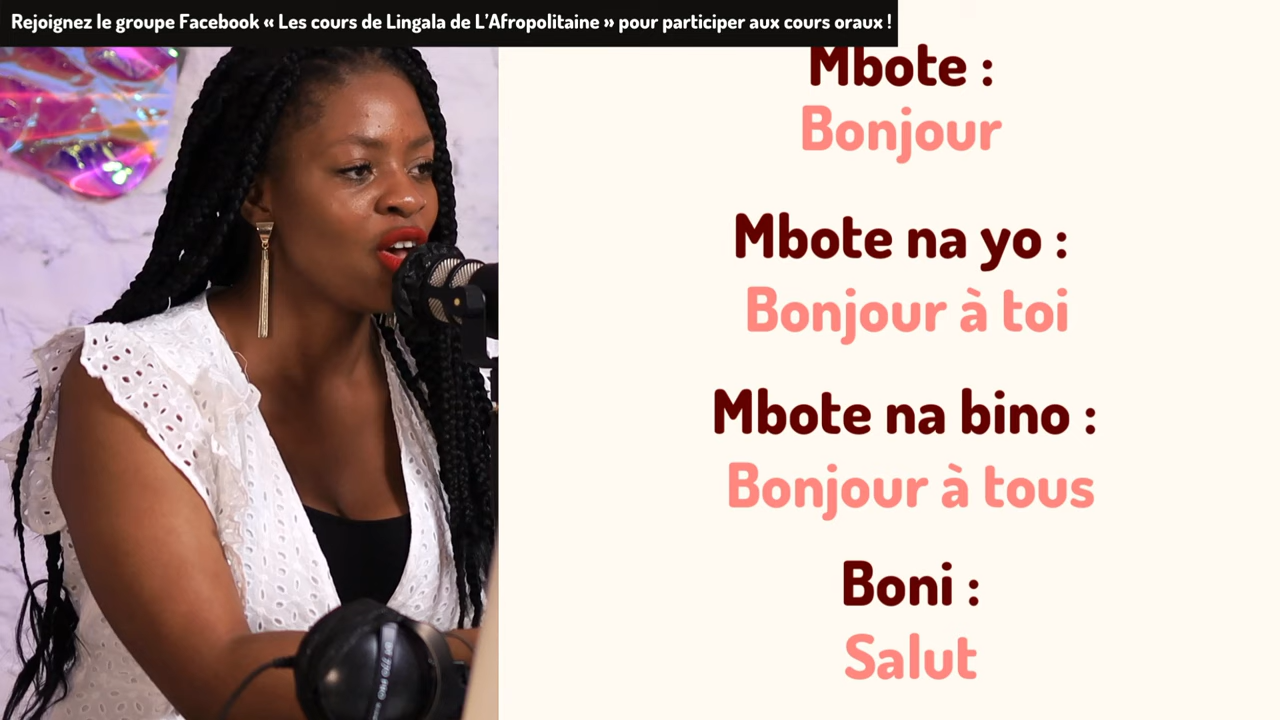 Rejoignez le groupe Facebook « Les cours de Lingala de L’Afropolitaine » pour participer aux cours oraux !
Mbote :
Bonjour
Mbote na yo :
Bonjour à toi
Mbote na bino :
Bonjour à tous
Boni :
Salut